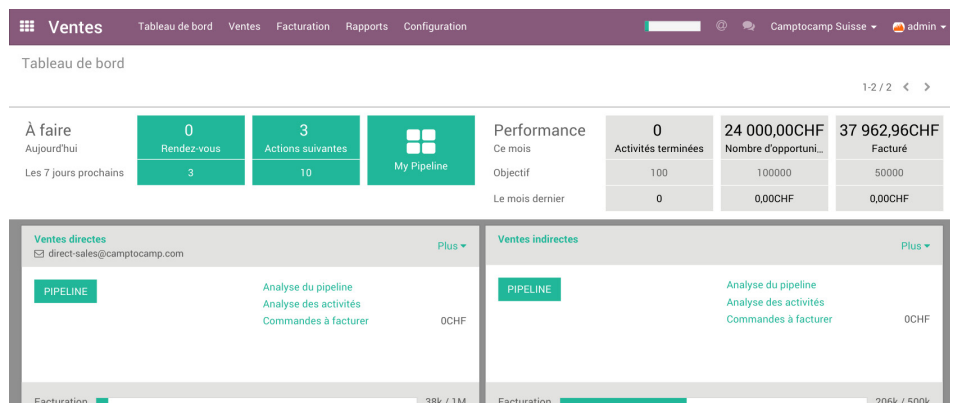 Ventes Tableau de bord Ventes Facturation Rapports Configuration @ Camptocamp Suisse admin
Tableau de bord
1-2 / 2
À faire 0 3 Performance 0 24 000,00CHF 37 962,96CHF
Aujourd'hui Rendez-vous Actions suivantes My Pipeline Ce mois Activités terminées Nombre d'opportuni... Facturé
Les 7 jours prochains 3 10 Objectif 100 100000 50000
Le mois dernier 0 0,00CHF 0,00CHF
Ventes directes Plus Ventes indirectes Plus
direct-sales@camptocamp.com
PIPELINE Analyse du pipeline PIPELINE Analyse du pipeline
Analyse des activités Analyse des activités
Commandes à facturer 0CHF Commandes à facturer 0CHF
Facturation 38k / 1M Facturation 206k / 500k